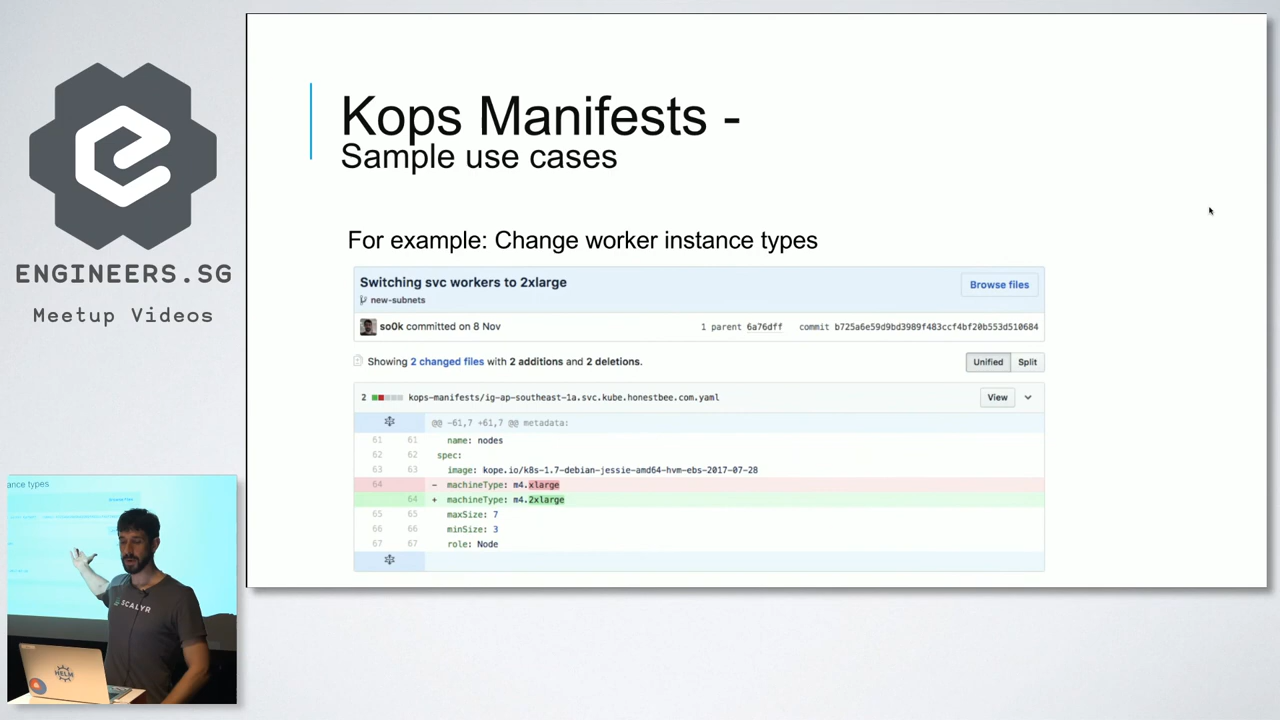 ENGINEERS.SG
Meetup Videos
Kops Manifests -
Sample use cases
For example: Change worker instance types
Switching svc workers to 2xlarge
new-subnets
Browse files
so0k committed on 8 Nov
1 parent 6a76dff commit b725a6e59d9bd3989f483ccf4bf20b553d510684
Showing 2 changed files with 2 additions and 2 deletions.
Unified Split
2 kops-manifests/ig-ap-southeast-1a.svc.kube.honestbee.com.yaml
View
@@ -61,7 +61,7 @@ metadata:
61 61 name: nodes
62 62 spec:
63 63 image: kope.io/k8s-1.7-debian-jessie-amd64-hvm-ebs-2017-07-28
64 - machineType: m4.xlarge
64 + machineType: m4.2xlarge
65 65 maxSize: 7
66 66 minSize: 3
67 67 role: Node
ance types
SCALYR
HELM